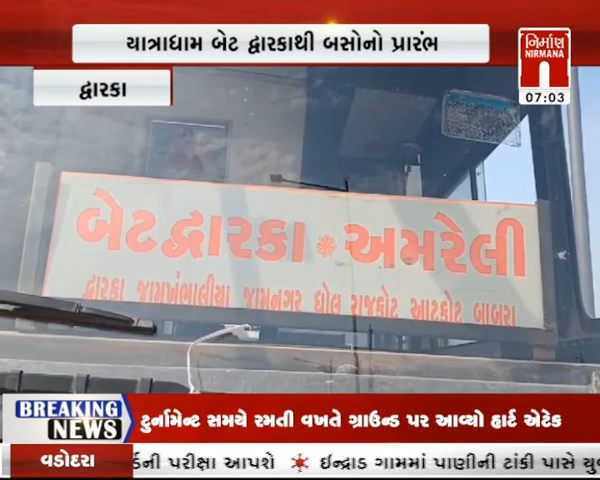 યાત્રાધામ બેટ દ્વારકાથી બસોનો પ્રારંભ
નિર્માણ
NIRMANA
07:03
દ્વારકા
બેટદ્વારકા અમરેલી
દ્વારકા જામખંભાલીયા જામનગર ધ્રોલ રાજકોટ આટકોટ બાબરા
BREAKING NEWS
ટુર્નામેન્ટ સમયે રમતી વખતે ગ્રાઉન્ડ પર આવ્યો હાર્ટ એટેક
વડોદરા
ર્ડની પરીક્ષા આપશે ઇન્દ્રાડ ગામમાં પાણીની ટાંકી પાસે